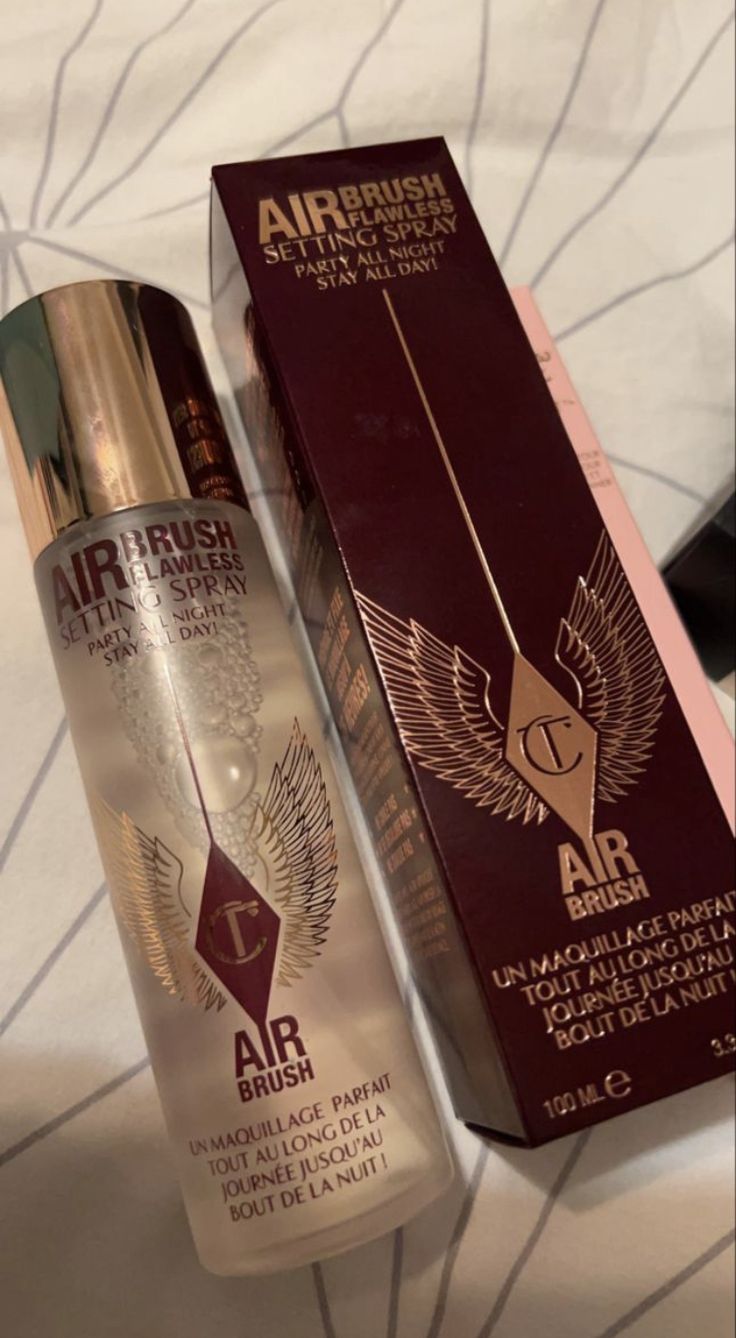 AIRBRUSH
FLAWLESS
SETTING SPRAY
PARTY ALL NIGHT
STAY ALL DAY!
CT
AIR
BRUSH
UN MAQUILLAGE PARFAIT
TOUT AU LONG DE LA
JOURNÉE JUSQU'AU
BOUT DE LA NUIT !
AIRBRUSH
FLAWLESS
SETTING SPRAY
PARTY ALL NIGHT
STAY ALL DAY!
CT
AIR
BRUSH
UN MAQUILLAGE PARFAIT
TOUT AU LONG DE LA
JOURNÉE JUSQU'AU
BOUT DE LA NUIT !
100 ML e